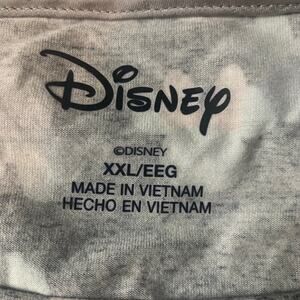 Disney
©DISNEY
XXL/EEG
MADE IN VIETNAM
HECHO EN VIETNAM